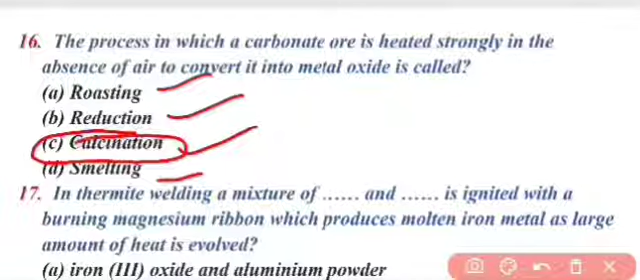 16. The process in which a carbonate ore is heated strongly in the
absence of air to convert it into metal oxide is called?
(a) Roasting
(b) Reduction
(c) Calcination
(d) Smelting
17. In thermite welding a mixture of ...... and ...... is ignited with a
burning magnesium ribbon which produces molten iron metal as large
amount of heat is evolved?
(a) iron (III) oxide and aluminium powder